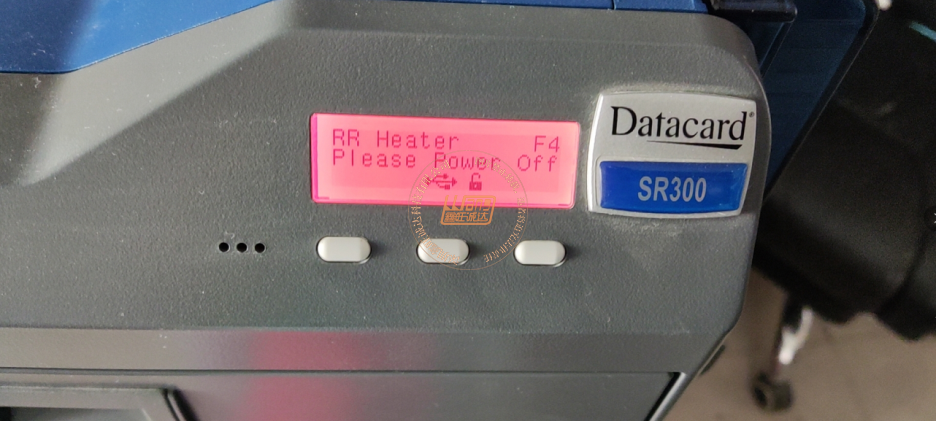 RR Heater F4
Please Power Off
Datacard®
SR300